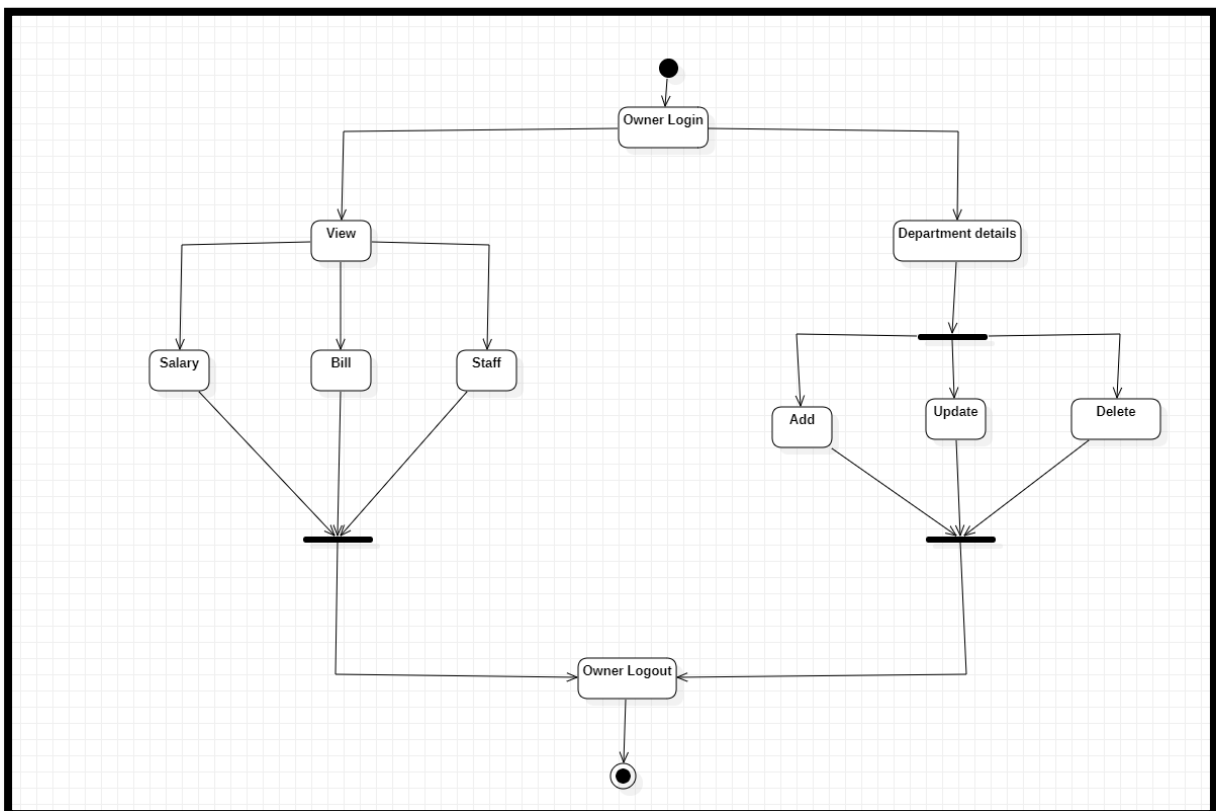 Owner Login
View
Department details
Salary
Bill
Staff
Add
Update
Delete
Owner Logout